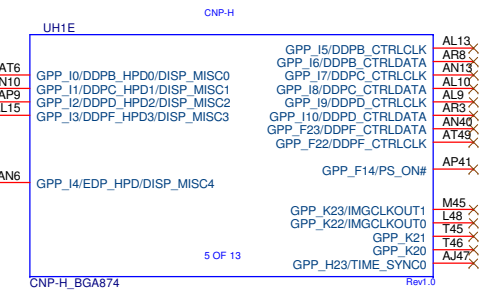 CNP-H
UH1E
AT6 GPP_I0/DDPB_HPD0/DISP_MISC0
AN10 GPP_I1/DDPC_HPD1/DISP_MISC1
AP9 GPP_I2/DDPD_HPD2/DISP_MISC2
AL15 GPP_I3/DDPF_HPD3/DISP_MISC3
AN6 GPP_I4/EDP_HPD/DISP_MISC4
GPP_I5/DDPB_CTRLCLK AL13
GPP_I6/DDPB_CTRLDATA AR8
GPP_I7/DDPC_CTRLCLK AN13
GPP_I8/DDPC_CTRLDATA AL10
GPP_I9/DDPD_CTRLCLK AL9
GPP_I10/DDPD_CTRLDATA AR3
GPP_F23/DDPF_CTRLDATA AN40
GPP_F22/DDPF_CTRLCLK AT49
GPP_F14/PS_ON# AP41
GPP_K23/IMGCLKOUT1 M45
GPP_K22/IMGCLKOUT0 L48
GPP_K21 T45
GPP_K20 T46
GPP_H23/TIME_SYNC0 AJ47
5 OF 13
CNP-H_BGA874
Rev1.0